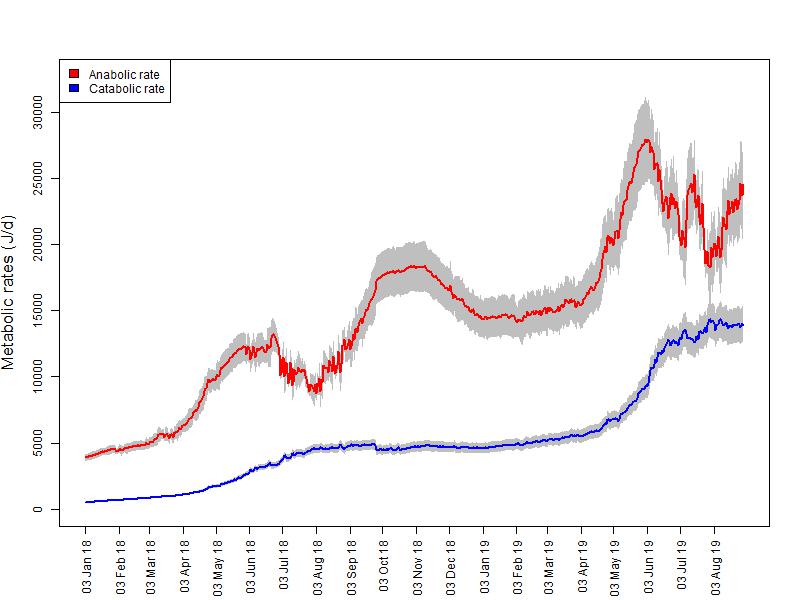 Anabolic rate
Catabolic rate
Metabolic rates (J/d)
30000
25000
20000
15000
10000
5000
0
03 Jan 18
03 Feb 18
03 Mar 18
03 Apr 18
03 May 18
03 Jun 18
03 Jul 18
03 Aug 18
03 Sep 18
03 Oct 18
03 Nov 18
03 Dec 18
03 Jan 19
03 Feb 19
03 Mar 19
03 Apr 19
03 May 19
03 Jun 19
03 Jul 19
03 Aug 19